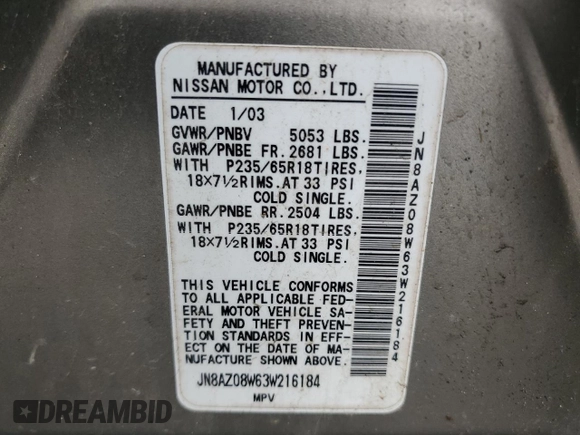 MANUFACTURED BY
NISSAN MOTOR CO.,LTD.
DATE 1/03
GVWR/PNBV 5053 LBS.
GAWR/PNBE FR. 2681 LBS.
WITH P235/65R18TIRES,
18X7½RIMS.AT 33 PSI
COLD SINGLE.
GAWR/PNBE RR. 2504 LBS.
WITH P235/65R18TIRES,
18X7½RIMS.AT 33 PSI
COLD SINGLE.
THIS VEHICLE CONFORMS
TO ALL APPLICABLE FED-
ERAL MOTOR VEHICLE SA-
FETY AND THEFT PREVEN-
TION STANDARDS IN EFF-
ECT ON THE DATE OF MA-
NUFACTURE SHOWN ABOVE.
JN8AZ08W63W216184
MPV
JN8AZ08W63W216184
DREAMBID